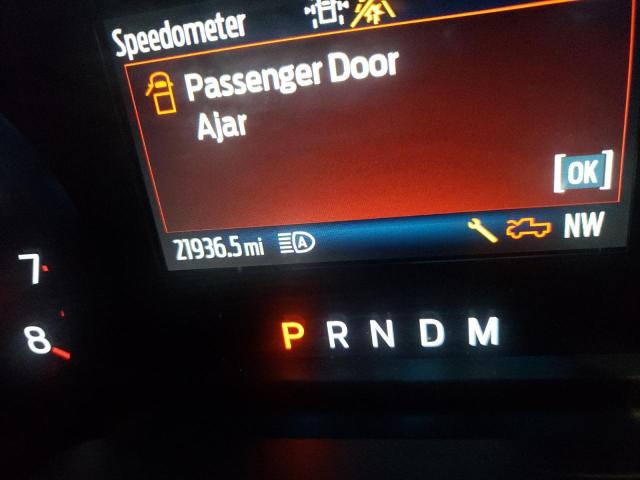 Speedometer
Passenger Door
Ajar
[OK]
21936.5 mi A NW
7
8
P R N D M